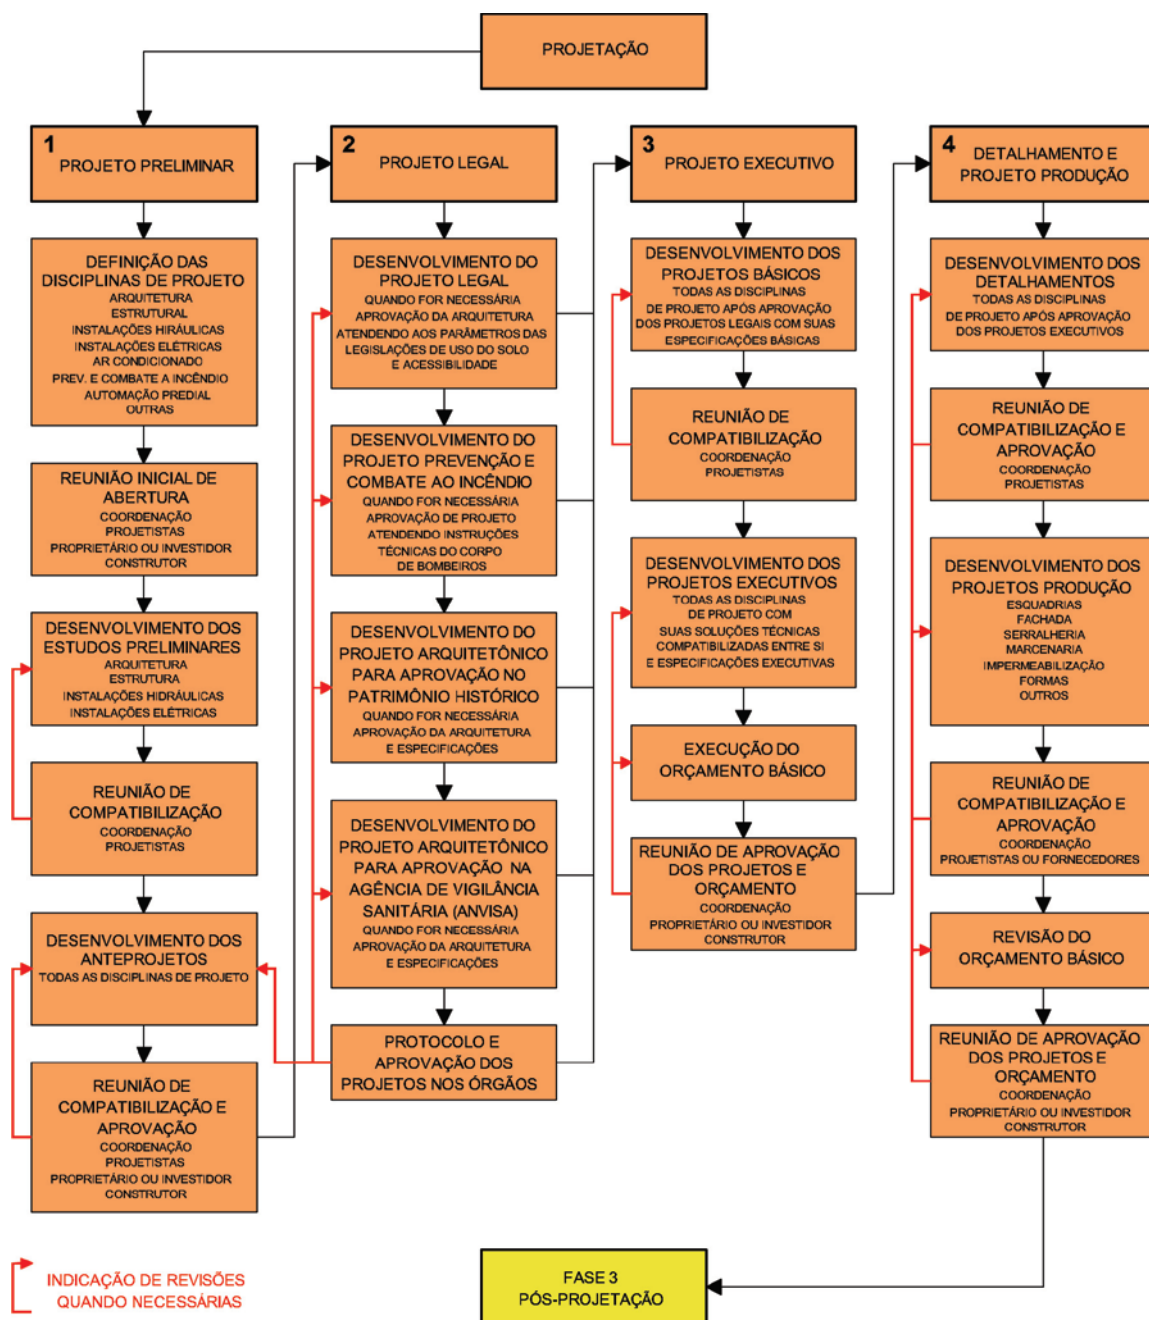 PROJETAÇÃO
1
PROJETO PRELIMINAR
DEFINIÇÃO DAS
DISCIPLINAS DE PROJETO
ARQUITETURA
ESTRUTURAL
INSTALAÇÕES HIRÁULICAS
INSTALAÇÕES ELÉTRICAS
AR CONDICIONADO
PREV. E COMBATE A INCÊNDIO
AUTOMAÇÃO PREDIAL
OUTRAS
REUNIÃO INICIAL DE
ABERTURA
COORDENAÇÃO
PROJETISTAS
PROPRIETÁRIO OU INVESTIDOR
CONSTRUTOR
DESENVOLVIMENTO DOS
ESTUDOS PRELIMINARES
ARQUITETURA
ESTRUTURA
INSTALAÇÕES HIDRÁULICAS
INSTALAÇÕES ELÉTRICAS
REUNIÃO DE
COMPATIBILIZAÇÃO
COORDENAÇÃO
PROJETISTAS
DESENVOLVIMENTO DOS
ANTEPROJETOS
TODAS AS DISCIPLINAS DE PROJETO
REUNIÃO DE
COMPATIBILIZAÇÃO E
APROVAÇÃO
COORDENAÇÃO
PROJETISTAS
PROPRIETÁRIO OU INVESTIDOR
CONSTRUTOR
2
PROJETO LEGAL
DESENVOLVIMENTO DO
PROJETO LEGAL
QUANDO FOR NECESSÁRIA
APROVAÇÃO DA ARQUITETURA
ATENDENDO AOS PARÂMETROS DAS
LEGISLAÇÕES DE USO DO SOLO
E ACESSIBILIDADE
DESENVOLVIMENTO DO
PROJETO PREVENÇÃO E
COMBATE AO INCÊNDIO
QUANDO FOR NECESSÁRIA
APROVAÇÃO DE PROJETO
ATENDENDO INSTRUÇÕES
TÉCNICAS DO CORPO
DE BOMBEIROS
DESENVOLVIMENTO DO
PROJETO ARQUITETÔNICO
PARA APROVAÇÃO NO
PATRIMÔNIO HISTÓRICO
QUANDO FOR NECESSÁRIA
APROVAÇÃO DA ARQUITETURA
E ESPECIFICAÇÕES
DESENVOLVIMENTO DO
PROJETO ARQUITETÔNICO
PARA APROVAÇÃO NA
AGÊNCIA DE VIGILÂNCIA
SANITÁRIA (ANVISA)
QUANDO FOR NECESSÁRIA
APROVAÇÃO DA ARQUITETURA
E ESPECIFICAÇÕES
PROTOCOLO E
APROVAÇÃO DOS
PROJETOS NOS ÓRGÃOS
3
PROJETO EXECUTIVO
DESENVOLVIMENTO DOS
PROJETOS BÁSICOS
TODAS AS DISCIPLINAS
DE PROJETO APÓS APROVAÇÃO
DOS PROJETOS LEGAIS COM SUAS
ESPECIFICAÇÕES BÁSICAS
REUNIÃO DE
COMPATIBILIZAÇÃO
COORDENAÇÃO
PROJETISTAS
DESENVOLVIMENTO DOS
PROJETOS EXECUTIVOS
TODAS AS DISCIPLINAS
DE PROJETO COM
SUAS SOLUÇÕES TÉCNICAS
COMPATIBILIZADAS ENTRE SI
E ESPECIFICAÇÕES EXECUTIVAS
EXECUÇÃO DO
ORÇAMENTO BÁSICO
REUNIÃO DE APROVAÇÃO
DOS PROJETOS E
ORÇAMENTO
COORDENAÇÃO
PROPRIETÁRIO OU INVESTIDOR
CONSTRUTOR
4
DETALHAMENTO E
PROJETO PRODUÇÃO
DESENVOLVIMENTO DOS
DETALHAMENTOS
TODAS AS DISCIPLINAS
DE PROJETO APÓS APROVAÇÃO
DOS PROJETOS EXECUTIVOS
REUNIÃO DE
COMPATIBILIZAÇÃO E
APROVAÇÃO
COORDENAÇÃO
PROJETISTAS
DESENVOLVIMENTO DOS
PROJETOS PRODUÇÃO
ESQUADRIAS
FACHADA
SERRALHERIA
MARCENARIA
IMPERMEABILIZAÇÃO
FORMAS
OUTROS
REUNIÃO DE
COMPATIBILIZAÇÃO E
APROVAÇÃO
COORDENAÇÃO
PROJETISTAS OU FORNECEDORES
REVISÃO DO
ORÇAMENTO BÁSICO
REUNIÃO DE APROVAÇÃO
DOS PROJETOS E
ORÇAMENTO
COORDENAÇÃO
PROPRIETÁRIO OU INVESTIDOR
CONSTRUTOR
INDICAÇÃO DE REVISÕES
QUANDO NECESSÁRIAS
FASE 3
PÓS-PROJETAÇÃO